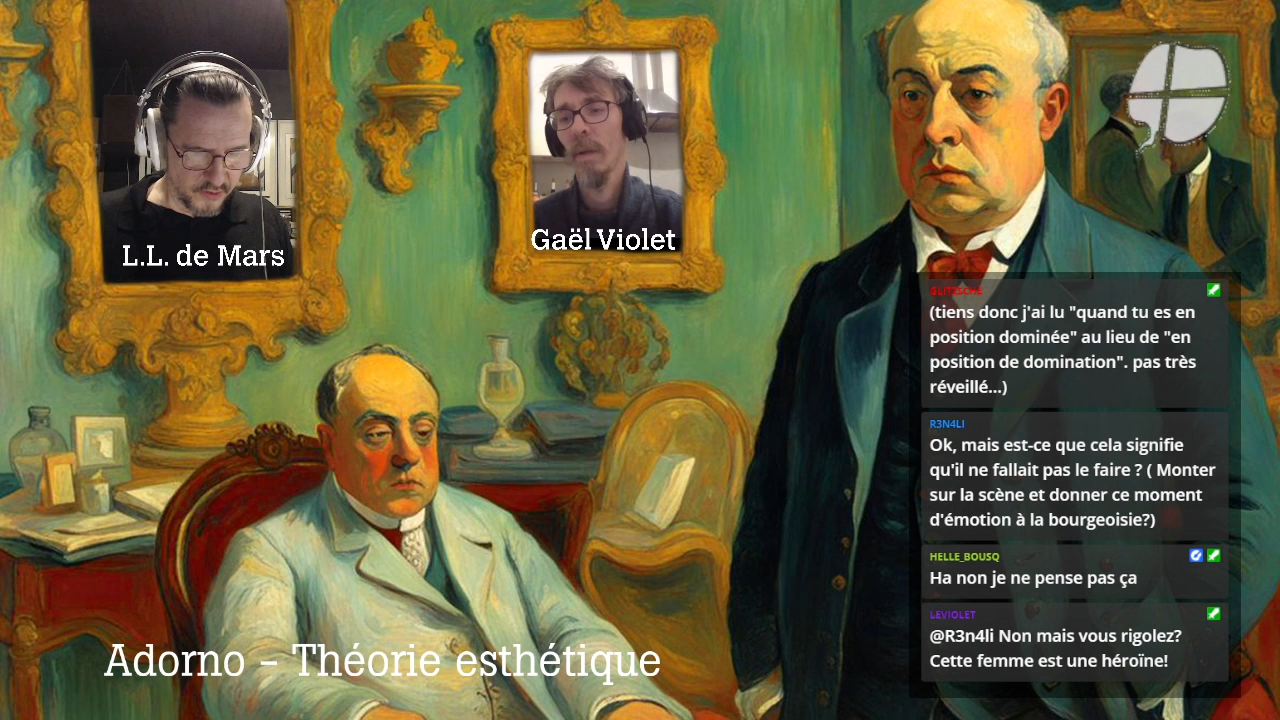 L.L. de Mars
Gaël Violet
GLITZSCHE
(tiens donc j'ai lu "quand tu es en
position dominée" au lieu de "en
position de domination". pas très
réveillé...)
R3N4LI
Ok, mais est-ce que cela signifie
qu'il ne fallait pas le faire ? ( Monter
sur la scène et donner ce moment
d'émotion à la bourgeoisie?)
HELLE_BOUSQ
Ha non je ne pense pas ça
LEVIOLET
@R3n4li Non mais vous rigolez?
Cette femme est une héroïne!
Adorno – Théorie esthétique